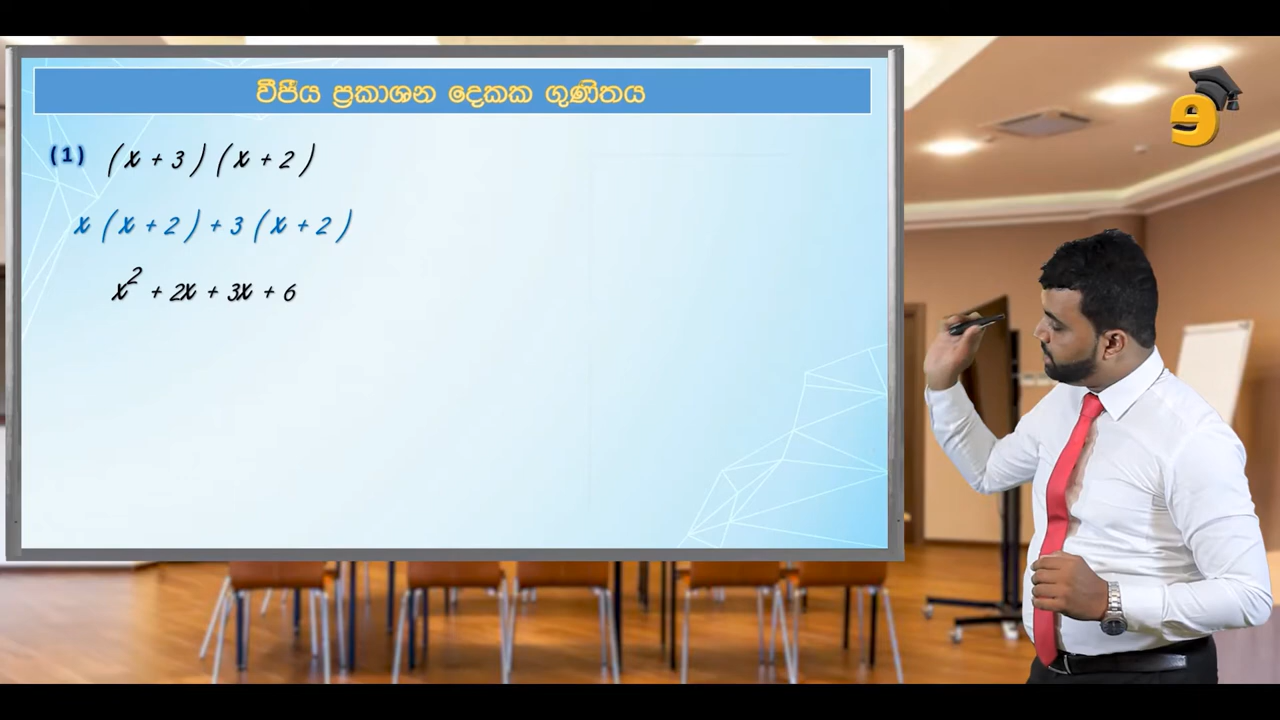 වීජීය ප්‍රකාශන දෙකක ගුණිතය
(1) (x + 3) (x + 2)
x (x + 2) + 3 (x + 2)
x² + 2x + 3x + 6